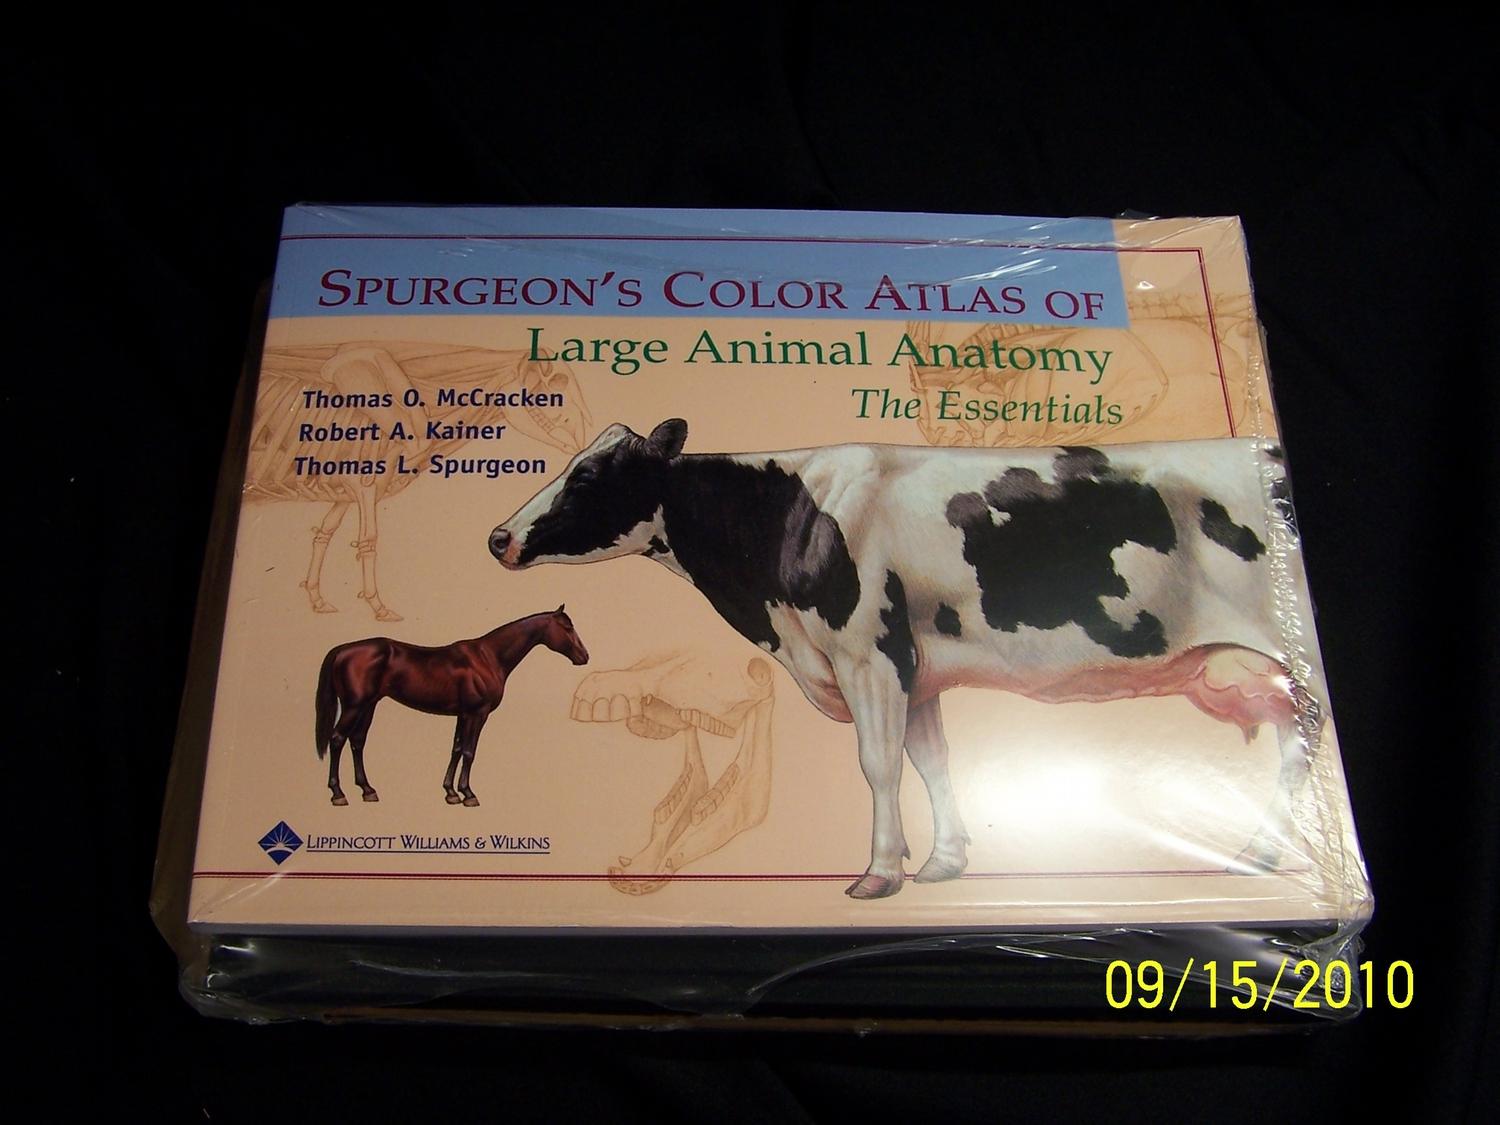 SPURGEON'S COLOR ATLAS OF
Large Animal Anatomy
The Essentials
Thomas O. McCracken
Robert A. Kainer
Thomas L. Spurgeon
LIPPINCOTT WILLIAMS & WILKINS
09/15/2010